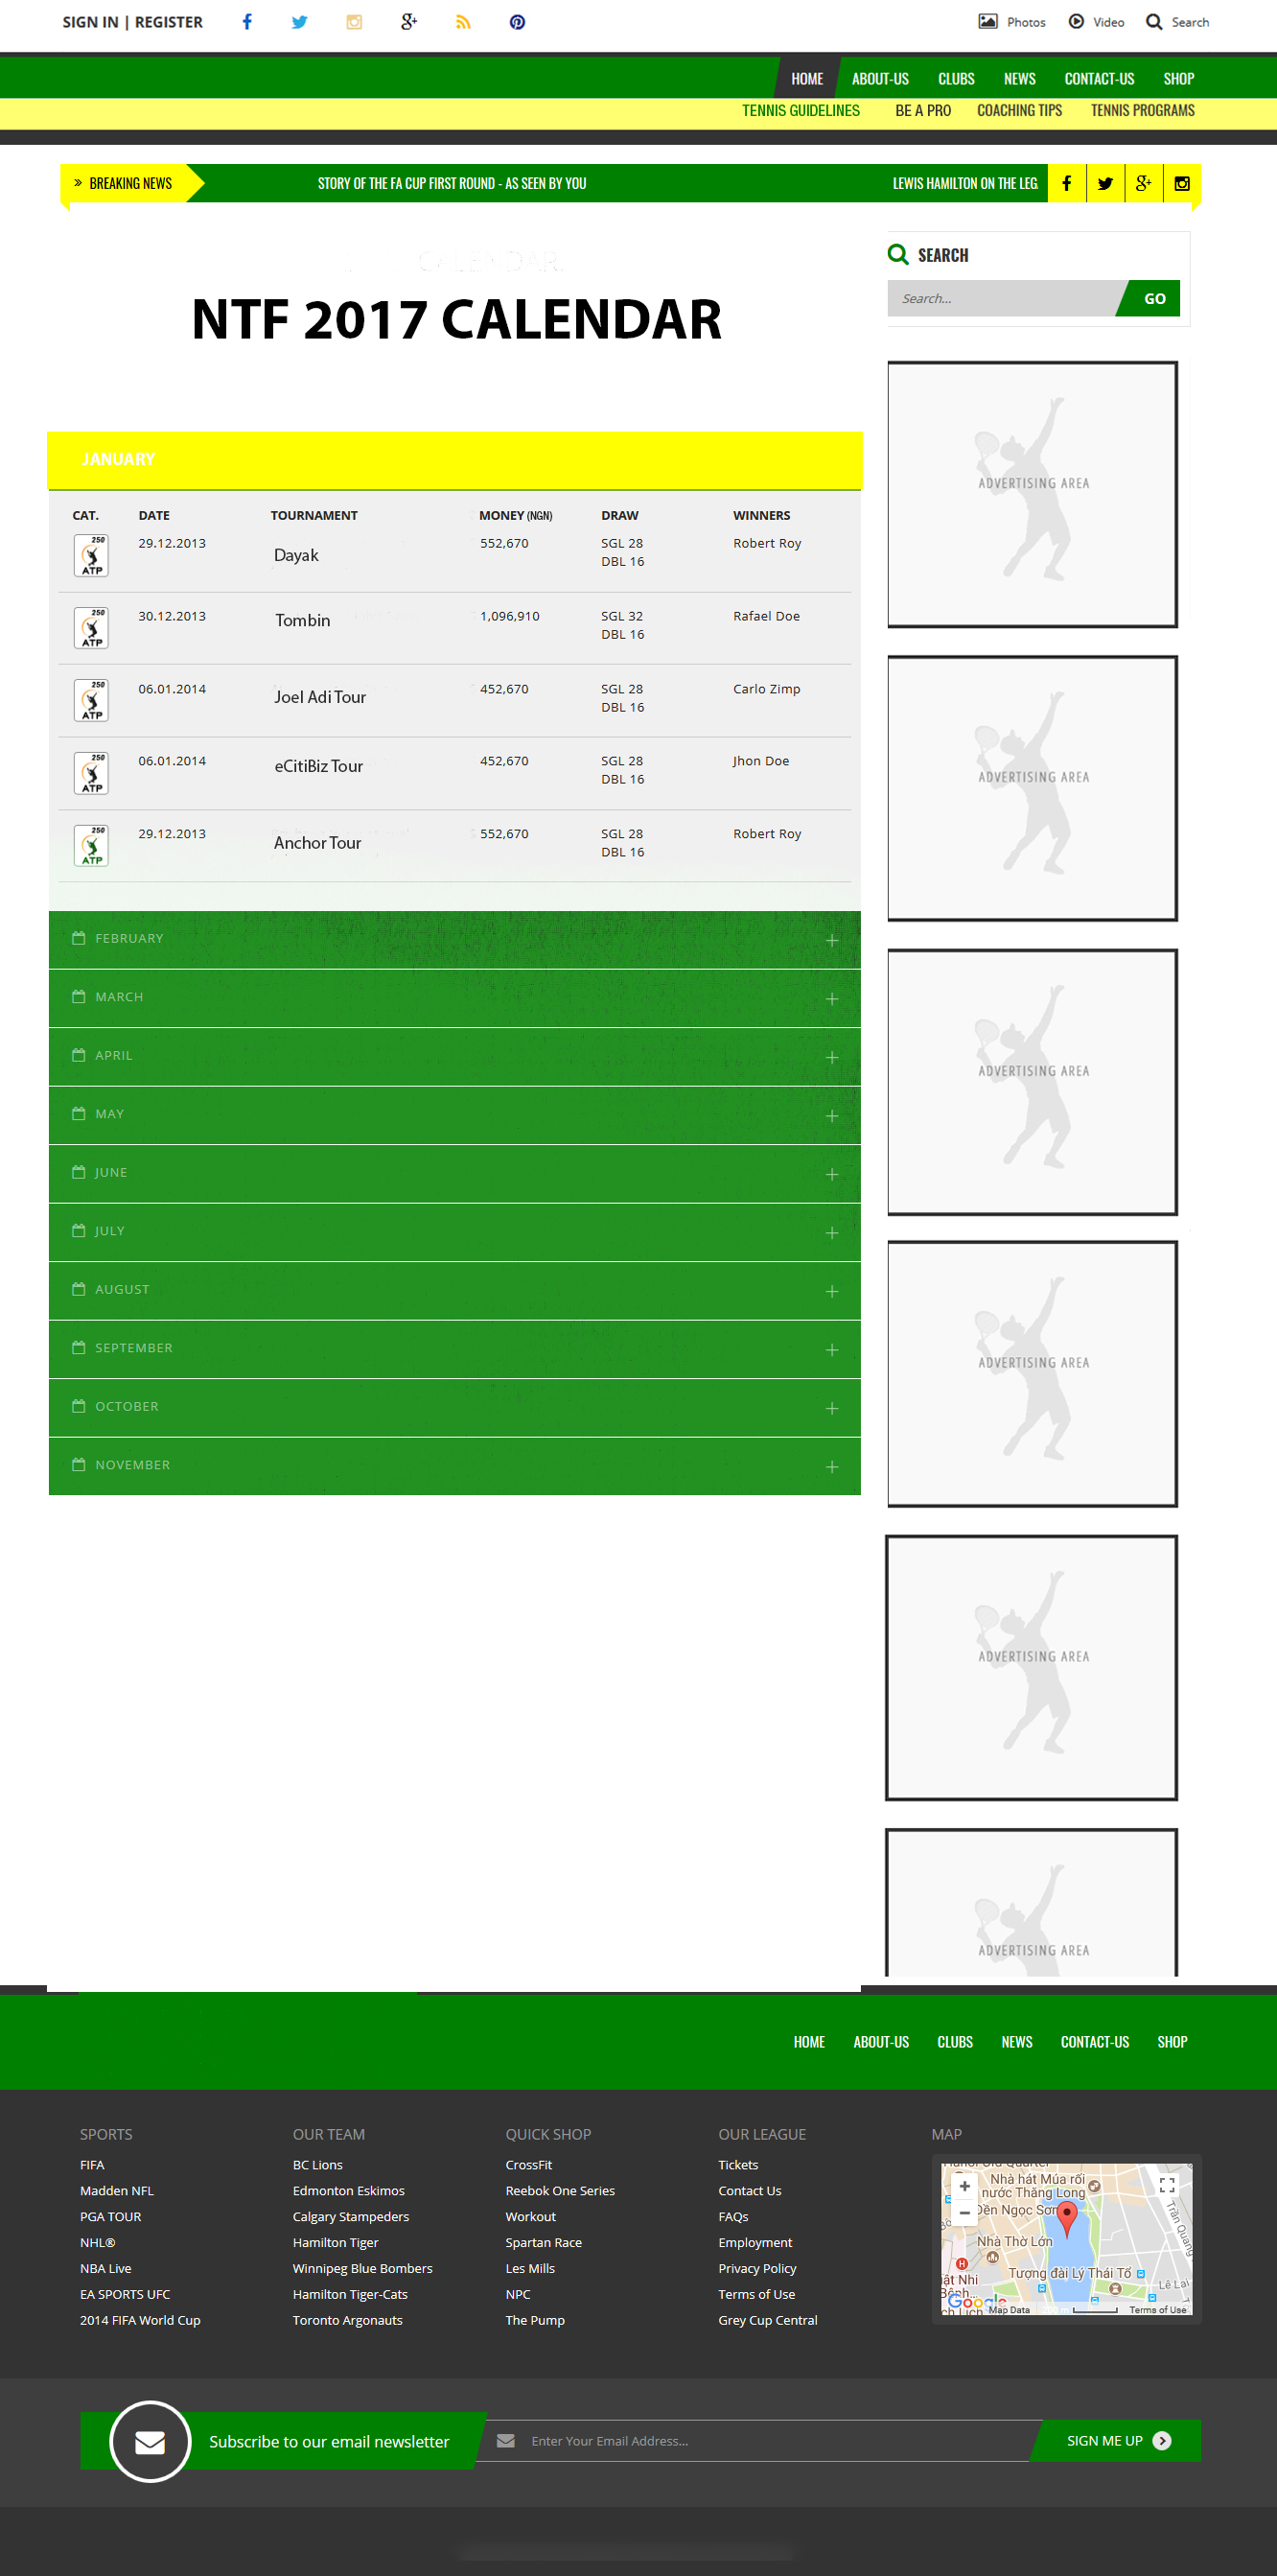 SIGN IN | REGISTER
Photos Video Search
HOME ABOUT-US CLUBS NEWS CONTACT-US SHOP
TENNIS GUIDELINES BE A PRO COACHING TIPS TENNIS PROGRAMS
» BREAKING NEWS STORY OF THE FA CUP FIRST ROUND - AS SEEN BY YOU LEWIS HAMILTON ON THE LEG
CALENDAR
NTF 2017 CALENDAR
SEARCH
Search... GO
JANUARY
CAT. DATE TOURNAMENT MONEY (NGN) DRAW WINNERS
250 ATP 29.12.2013 Dayak 552,670 SGL 28 Robert Roy
DBL 16
250 ATP 30.12.2013 Tombin 1,096,910 SGL 32 Rafael Doe
DBL 16
250 ATP 06.01.2014 Joel Adi Tour 452,670 SGL 28 Carlo Zimp
DBL 16
250 ATP 06.01.2014 eCitiBiz Tour 452,670 SGL 28 Jhon Doe
DBL 16
250 ATP 29.12.2013 Anchor Tour 552,670 SGL 28 Robert Roy
DBL 16
FEBRUARY
MARCH
APRIL
MAY
JUNE
JULY
AUGUST
SEPTEMBER
OCTOBER
NOVEMBER
ADVERTISING AREA
ADVERTISING AREA
ADVERTISING AREA
ADVERTISING AREA
ADVERTISING AREA
ADVERTISING AREA
HOME ABOUT-US CLUBS NEWS CONTACT-US SHOP
SPORTS
FIFA
Madden NFL
PGA TOUR
NHL®
NBA Live
EA SPORTS UFC
2014 FIFA World Cup
OUR TEAM
BC Lions
Edmonton Eskimos
Calgary Stampeders
Hamilton Tiger
Winnipeg Blue Bombers
Hamilton Tiger-Cats
Toronto Argonauts
QUICK SHOP
CrossFit
Reebok One Series
Workout
Spartan Race
Les Mills
NPC
The Pump
OUR LEAGUE
Tickets
Contact Us
FAQs
Employment
Privacy Policy
Terms of Use
Grey Cup Central
MAP
Nhà hát Múa rối
nước Thăng Long
Đền Ngọc Sơn
Trần Quang
Nhà Thờ Lớn
Tượng đài Lý Thái Tổ
Nhi
Lê Lai
Google Map Data Terms of Use
Subscribe to our email newsletter Enter Your Email Address... SIGN ME UP